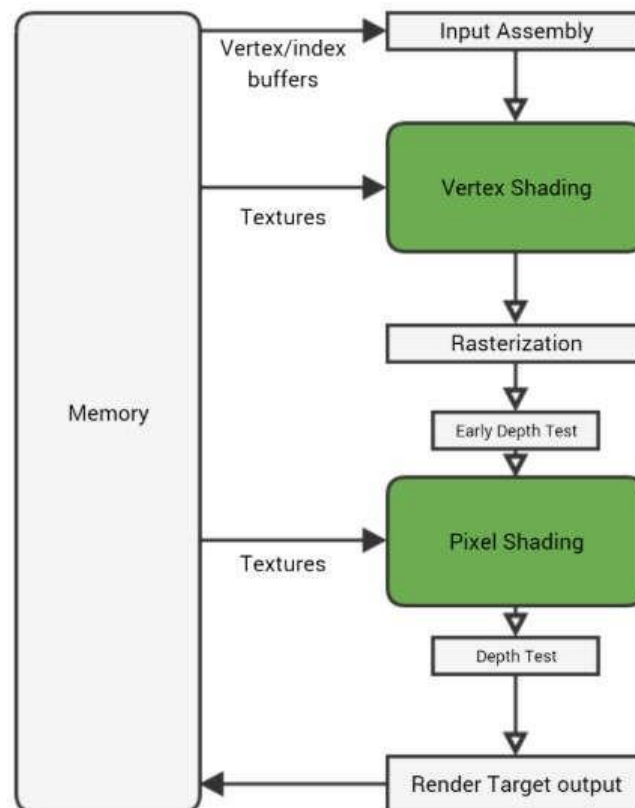 Input Assembly
Vertex/index
buffers
Vertex Shading
Textures
Rasterization
Memory
Early Depth Test
Pixel Shading
Textures
Depth Test
Render Target output